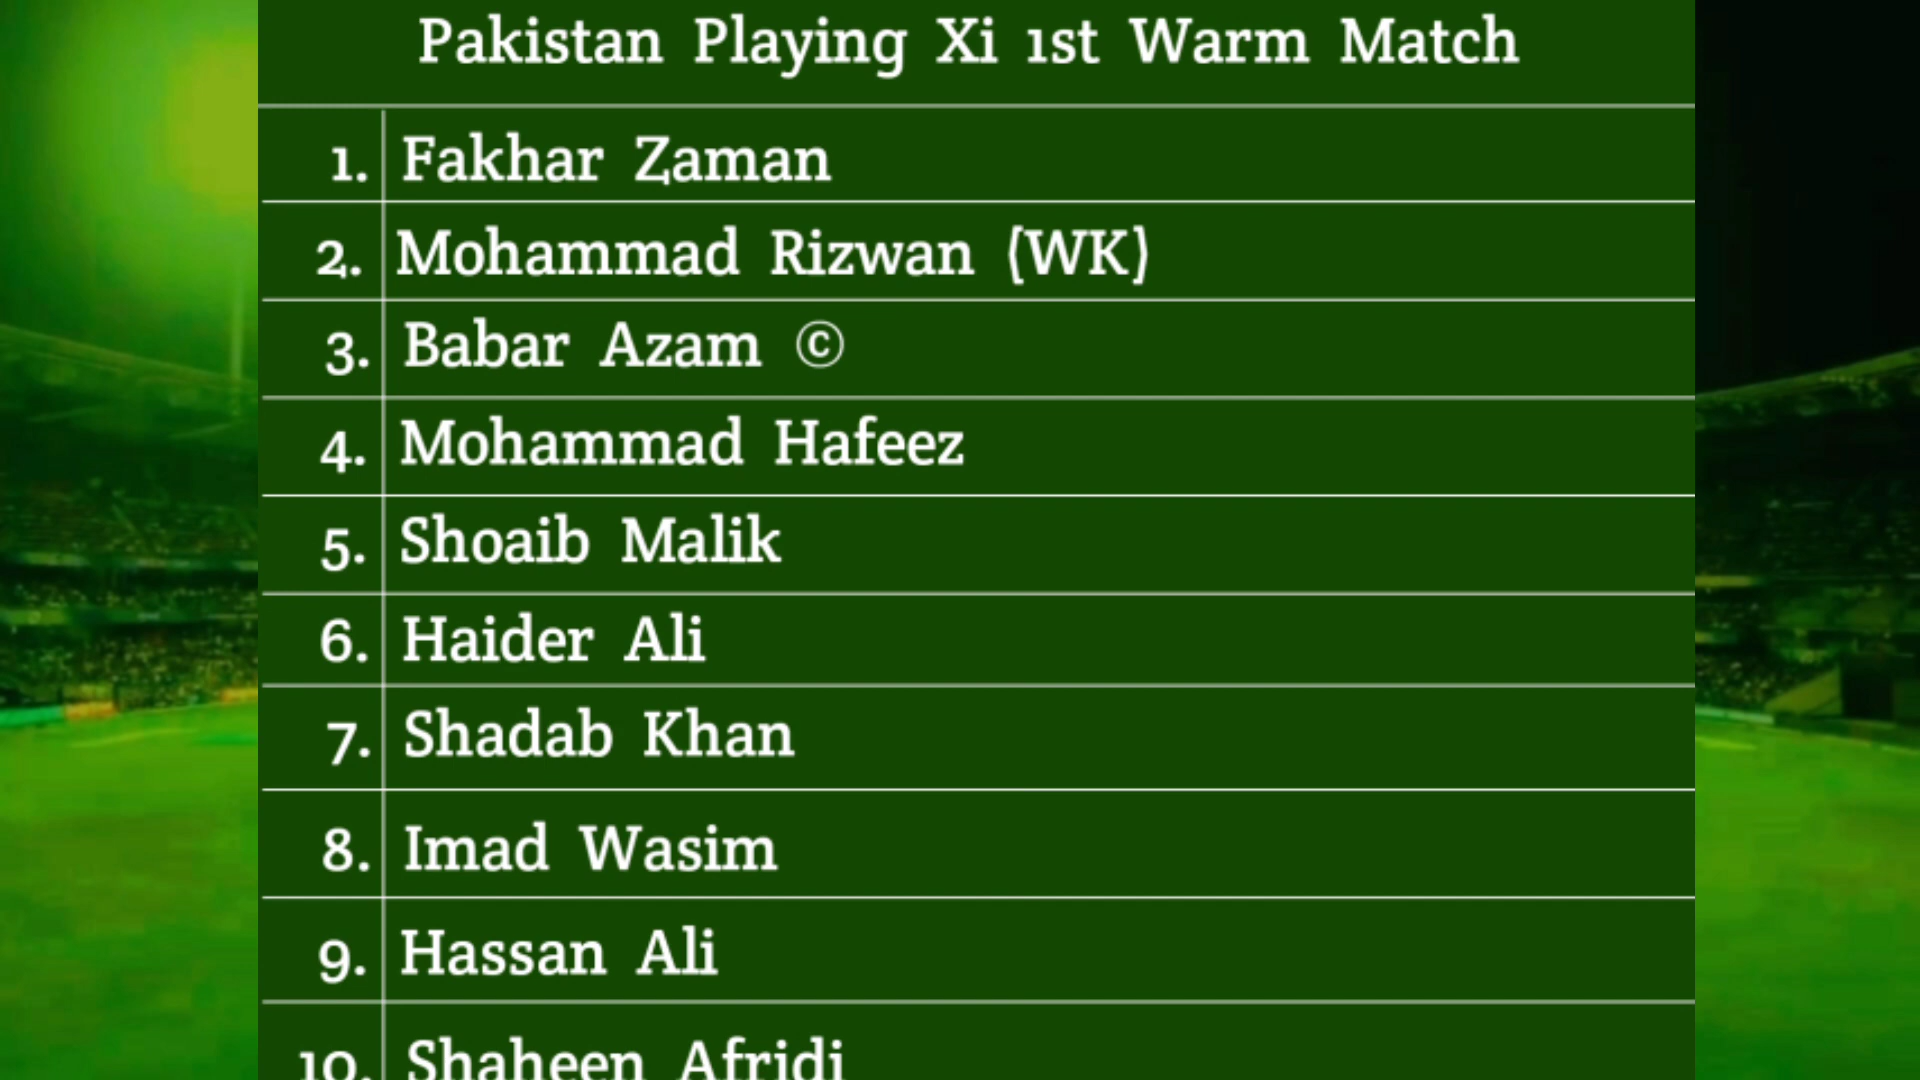 Pakistan Playing Xi 1st Warm Match
1. Fakhar Zaman
2. Mohammad Rizwan (WK)
3. Babar Azam ©
4. Mohammad Hafeez
5. Shoaib Malik
6. Haider Ali
7. Shadab Khan
8. Imad Wasim
9. Hassan Ali
10. Shaheen Afridi